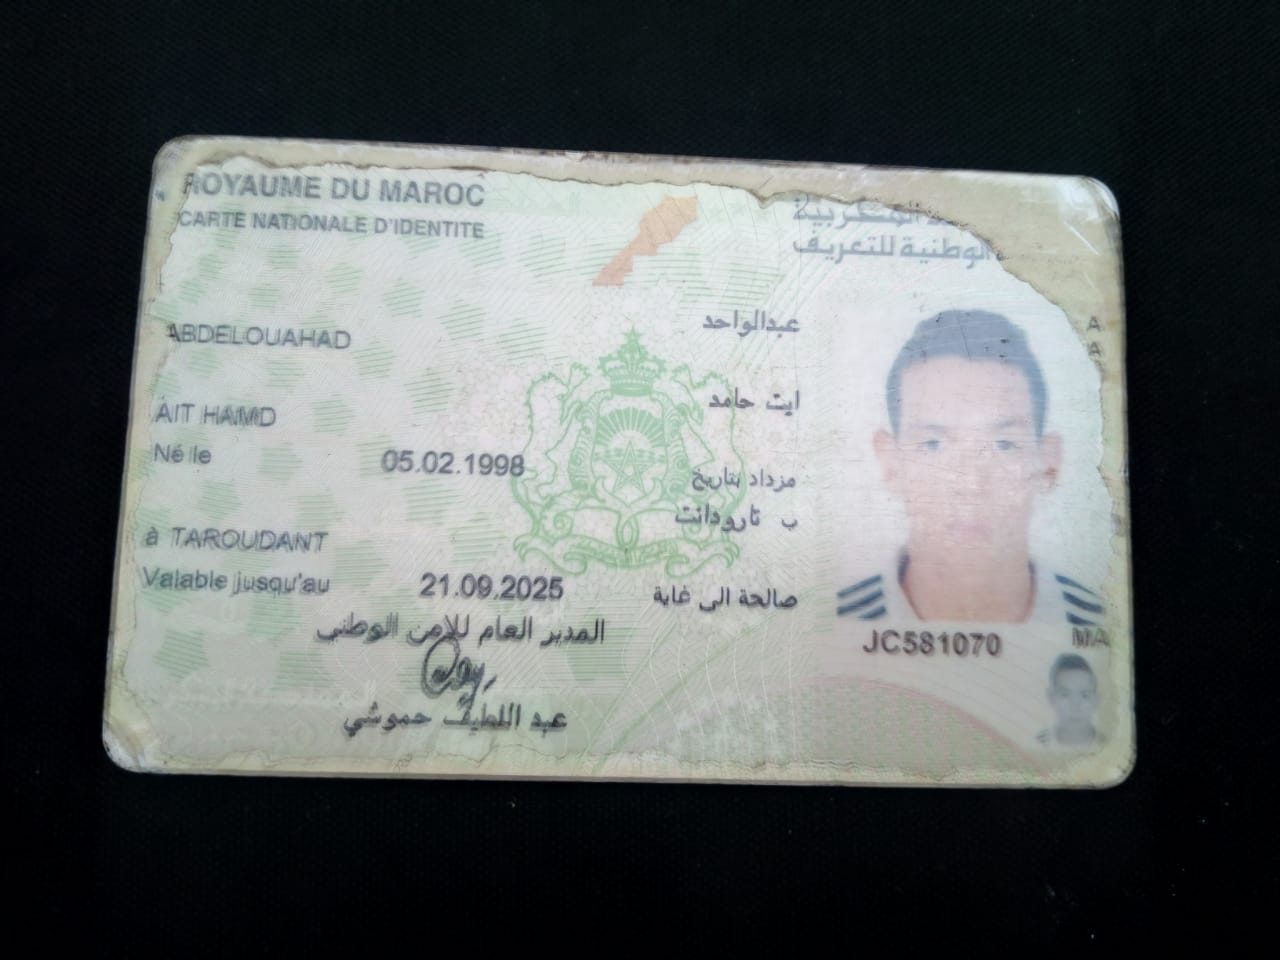 ROYAUME DU MAROC
CARTE NATIONALE D'IDENTITE
الوطنية للتعريف
ABDELOUAHAD
عبدالواحد
AIT HAMD
ايت حامد
Né le 05.02.1998 مزداد بتاريخ
à TAROUDANT
ب تارودانت
Valable jusqu'au 21.09.2025 صالحة الى غاية
المدير العام للامن الوطني
عبد اللطيف حموشي
JC581070
MA
A
A